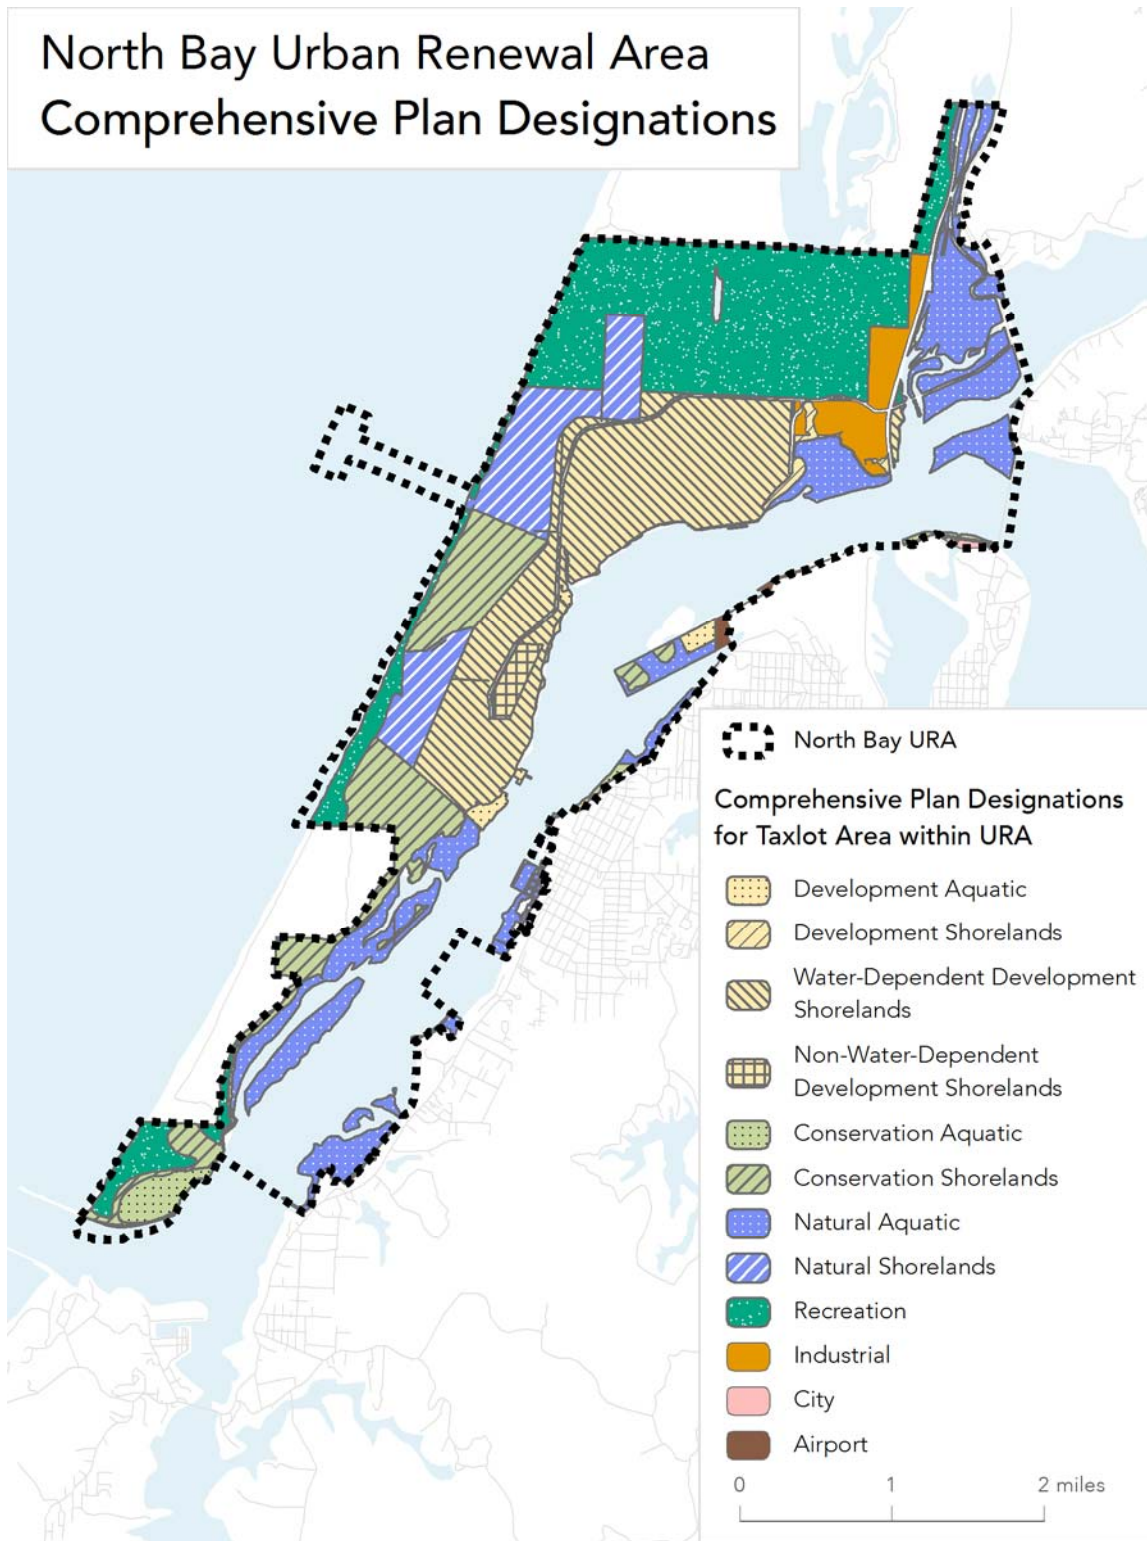 North Bay Urban Renewal Area
Comprehensive Plan Designations
North Bay URA
Comprehensive Plan Designations
for Taxlot Area within URA
Development Aquatic
Development Shorelands
Water-Dependent Development
Shorelands
Non-Water-Dependent
Development Shorelands
Conservation Aquatic
Conservation Shorelands
Natural Aquatic
Natural Shorelands
Recreation
Industrial
City
Airport
0 1 2 miles